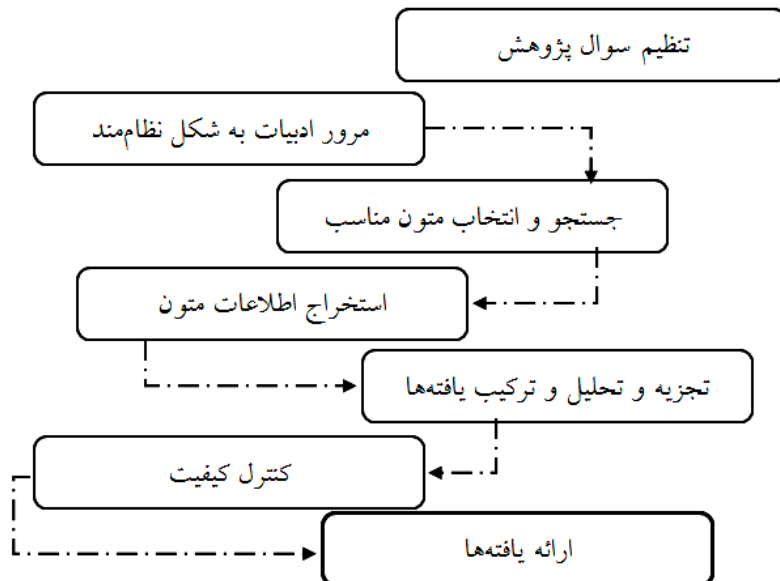 تنظیم سوال پژوهش
مرور ادبیات به شکل نظام‌مند
جستجو و انتخاب متون مناسب
استخراج اطلاعات متون
تجزیه و تحلیل و ترکیب یافته‌ها
کنترل کیفیت
ارائه یافته‌ها